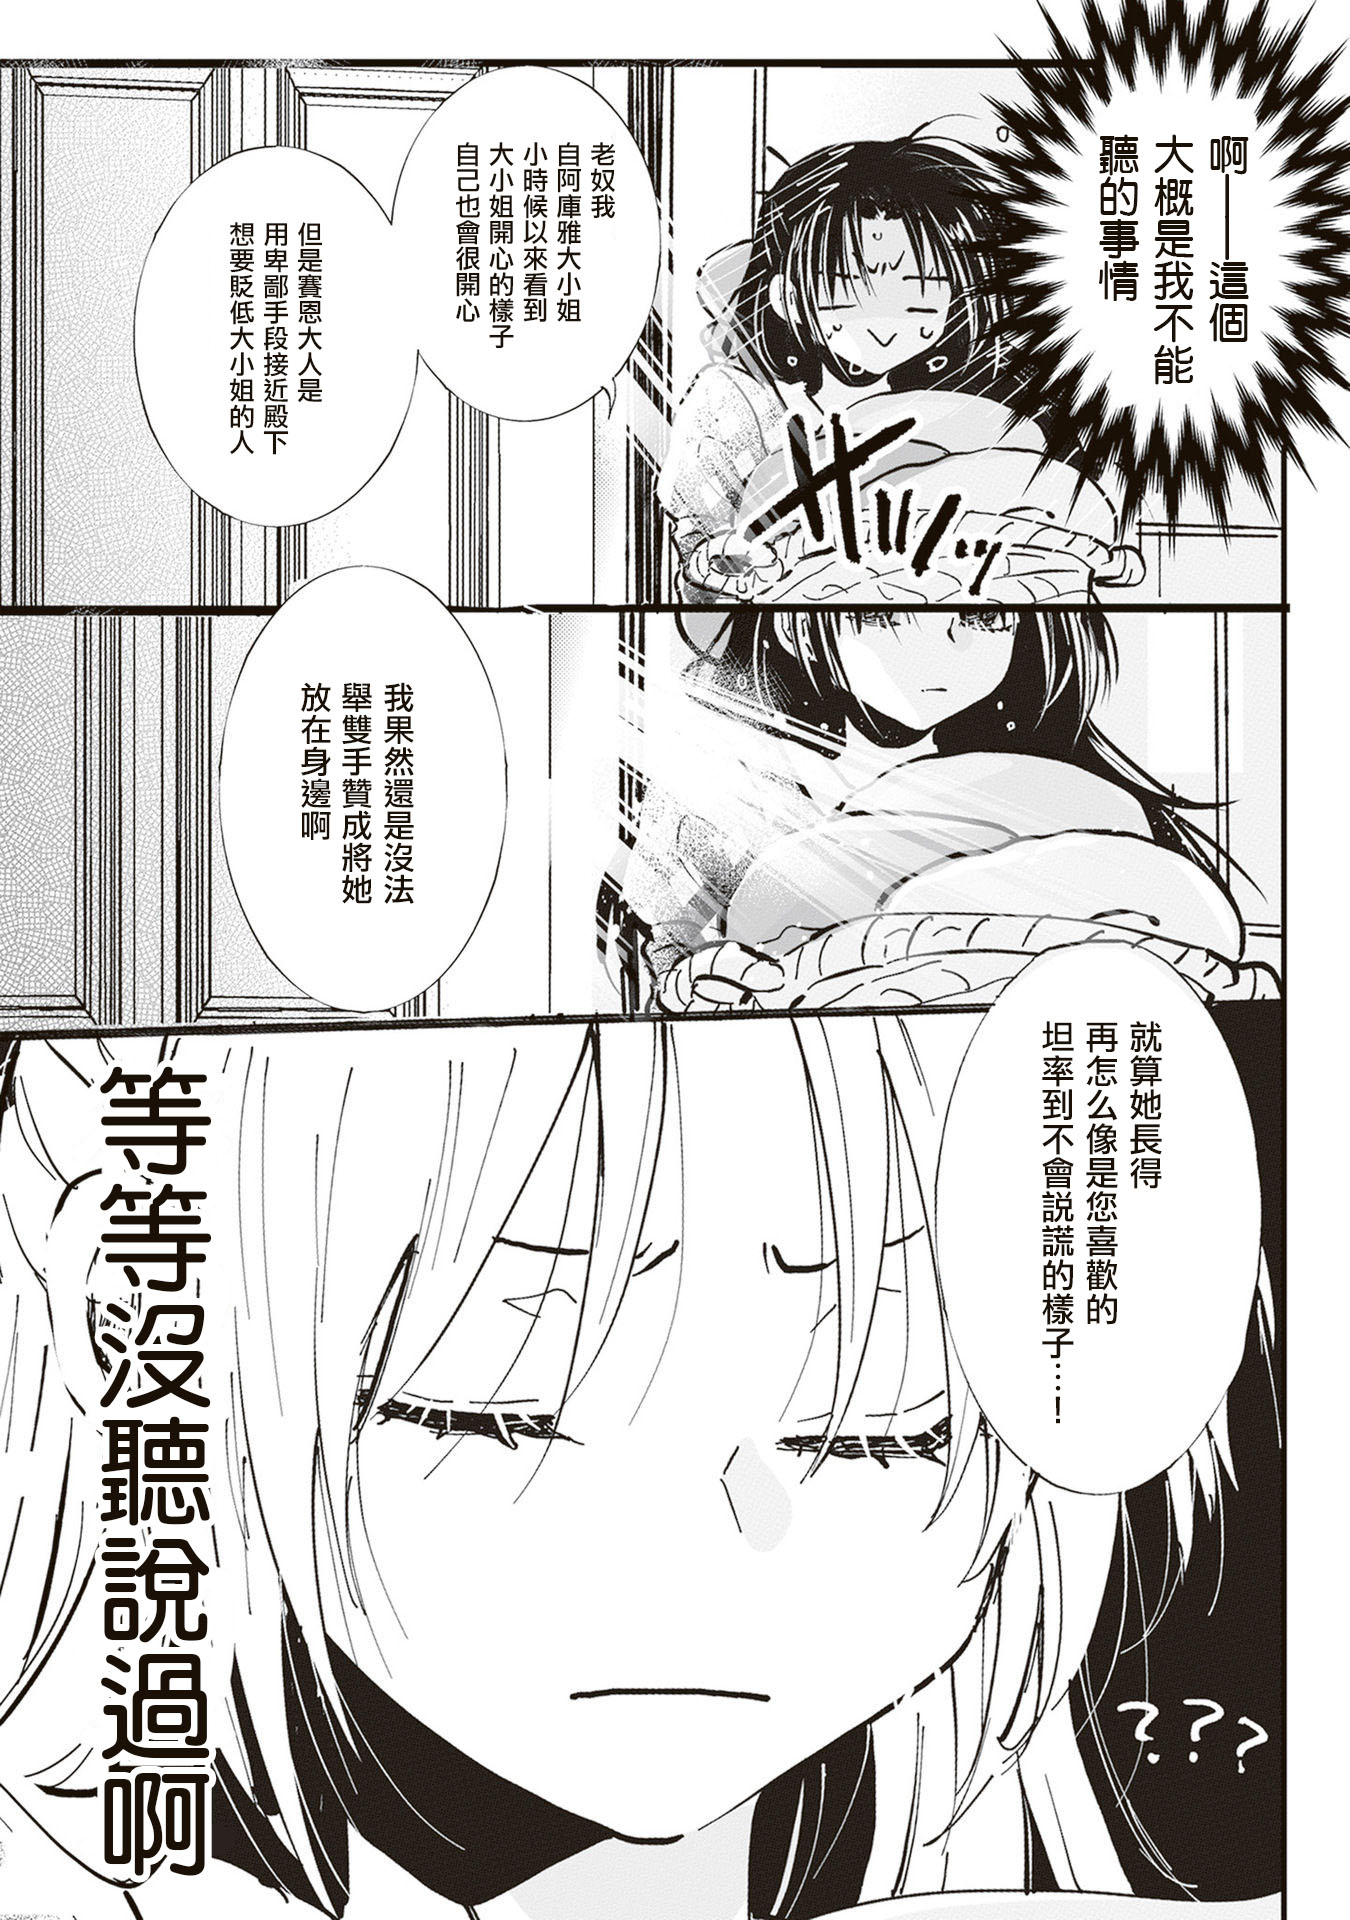 啊——這個
大概是我不能
聽的事情
老奴我
自阿庫雅大小姐
小時候以來看到
大小姐開心的樣子
自己也會很開心
但是賽恩大人是
用卑鄙手段接近殿下
想要貶低大小姐的人
ギリッ
我果然還是沒法
舉雙手贊成將她
放在身邊啊
就算她長得
再怎么像是您喜歡的
坦率到不會說謊的樣子⋯!
等等沒聽說過啊
???